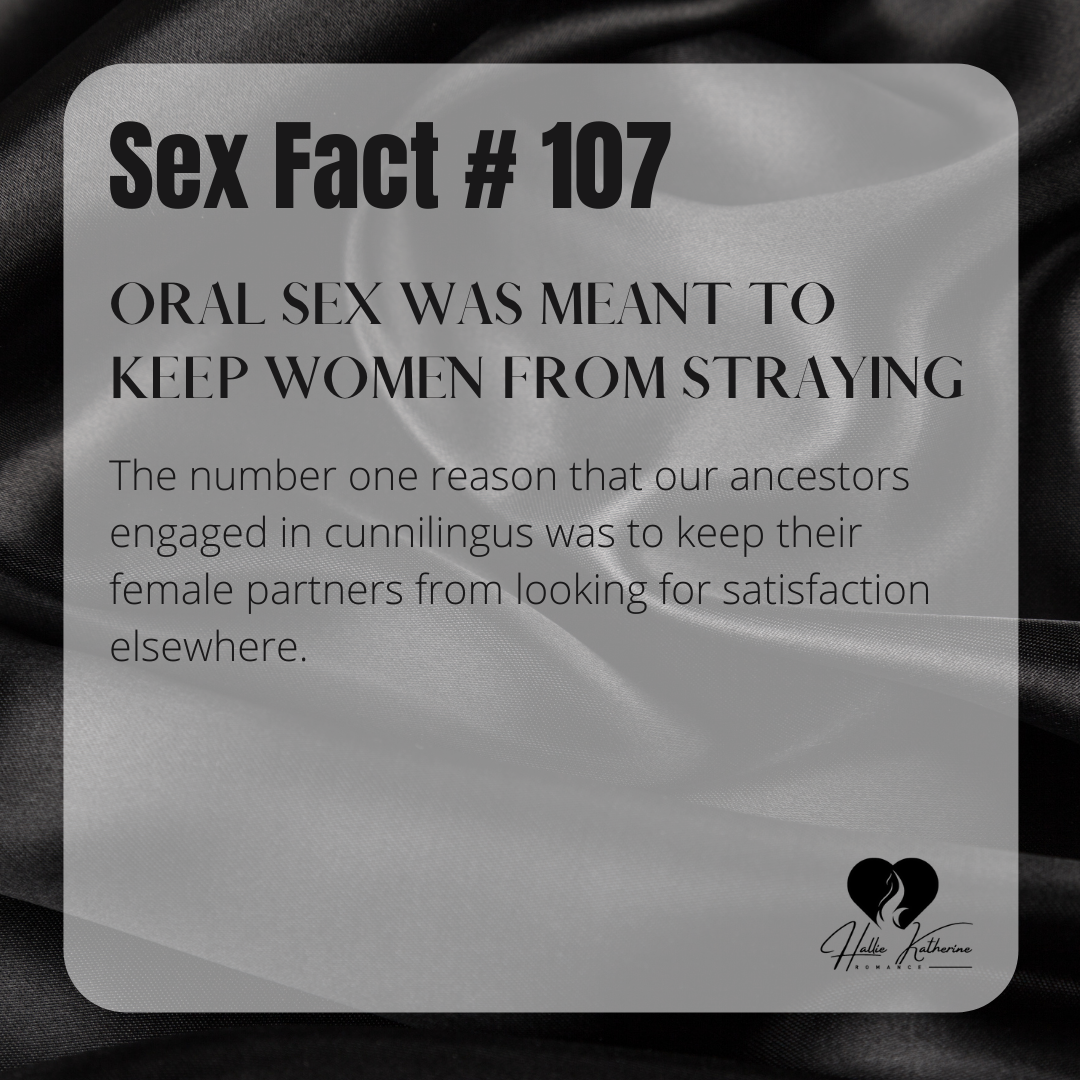 Sex Fact # 107
ORAL SEX WAS MEANT TO
KEEP WOMEN FROM STRAYING
The number one reason that our ancestors
engaged in cunnilingus was to keep their
female partners from looking for satisfaction
elsewhere.
Hallie Katherine
ROMANCE